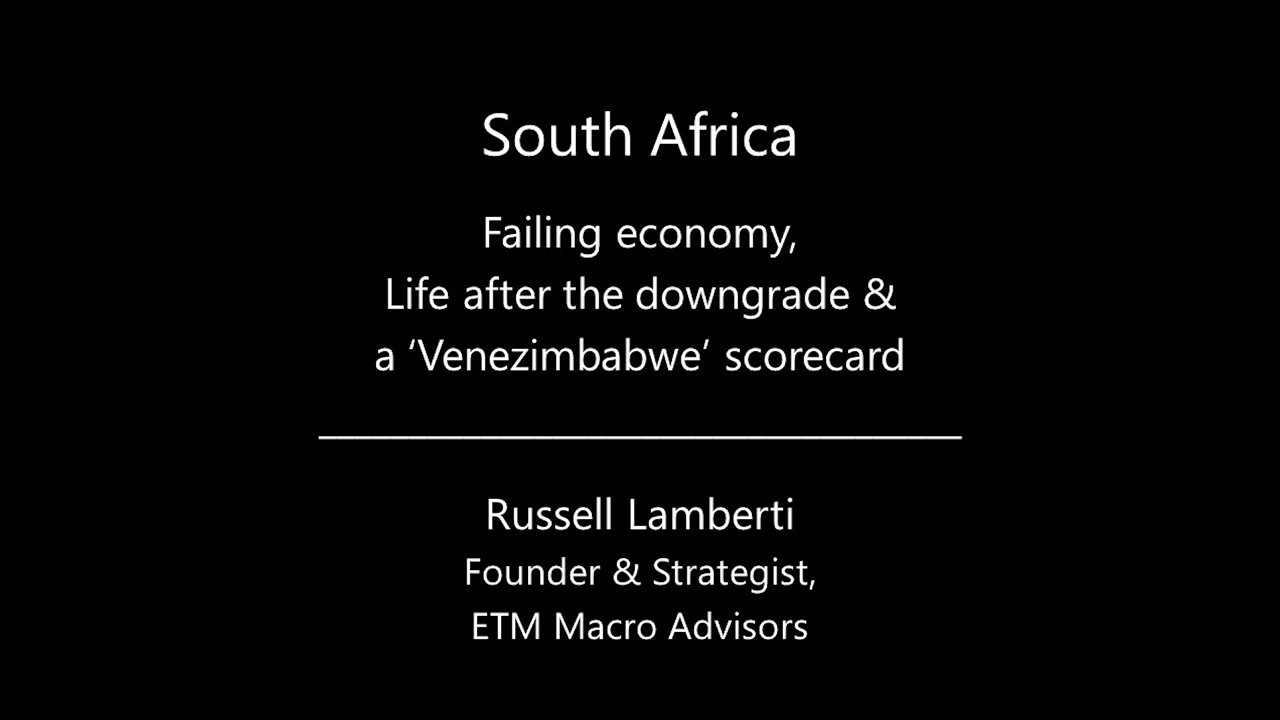 South Africa
Failing economy,
Life after the downgrade &
a ‘Venezimbabwe’ scorecard
Russell Lamberti
Founder & Strategist,
ETM Macro Advisors